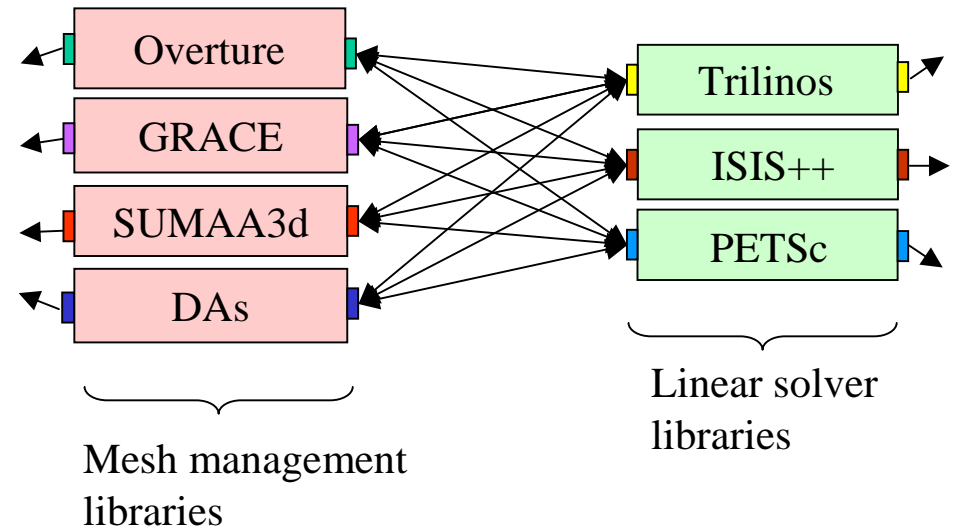 Overture
GRACE
SUMAA3d
DAs
Mesh management
libraries
Trilinos
ISIS++
PETSc
Linear solver
libraries